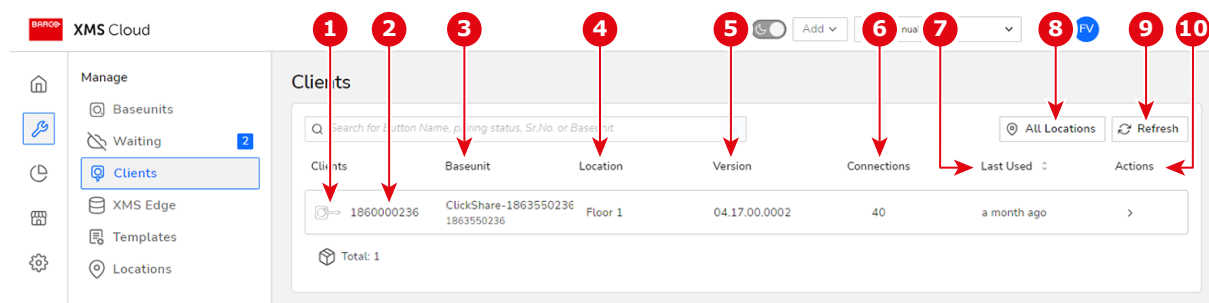 BARCO XMS Cloud
1 2 3 4 5 6 7 8 9 10
Add nual FV
Manage
Baseunits
Waiting 2
Clients
XMS Edge
Templates
Locations
Clients
Search for Button Name, pairing status, Sr.No. or Baseunit
All Locations Refresh
Clients Baseunit Location Version Connections Last Used Actions
1860000236 ClickShare-1863550236 Floor 1 04.17.00.0002 40 a month ago
1863550236
Total: 1